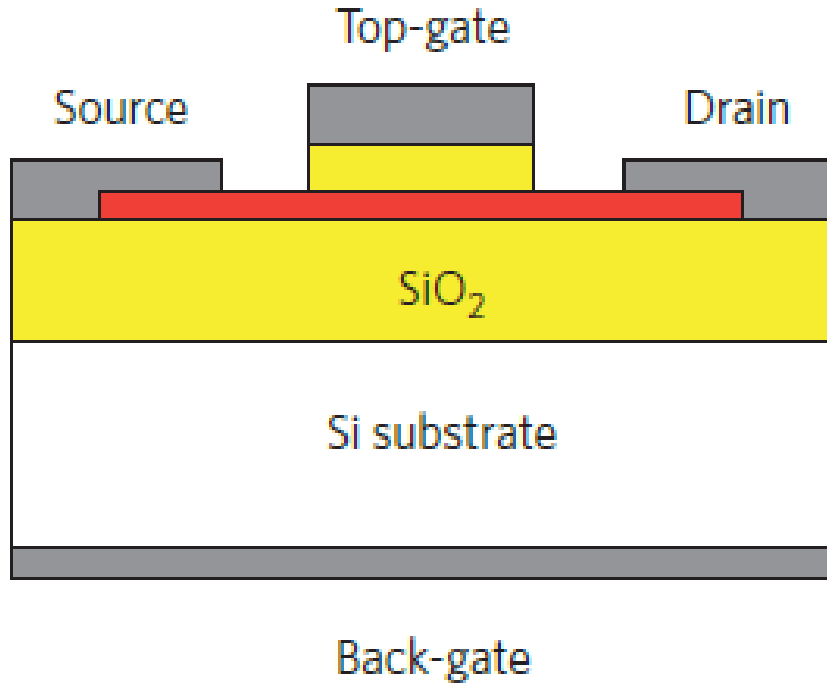 Top-gate
Source
Drain
SiO₂
Si substrate
Back-gate